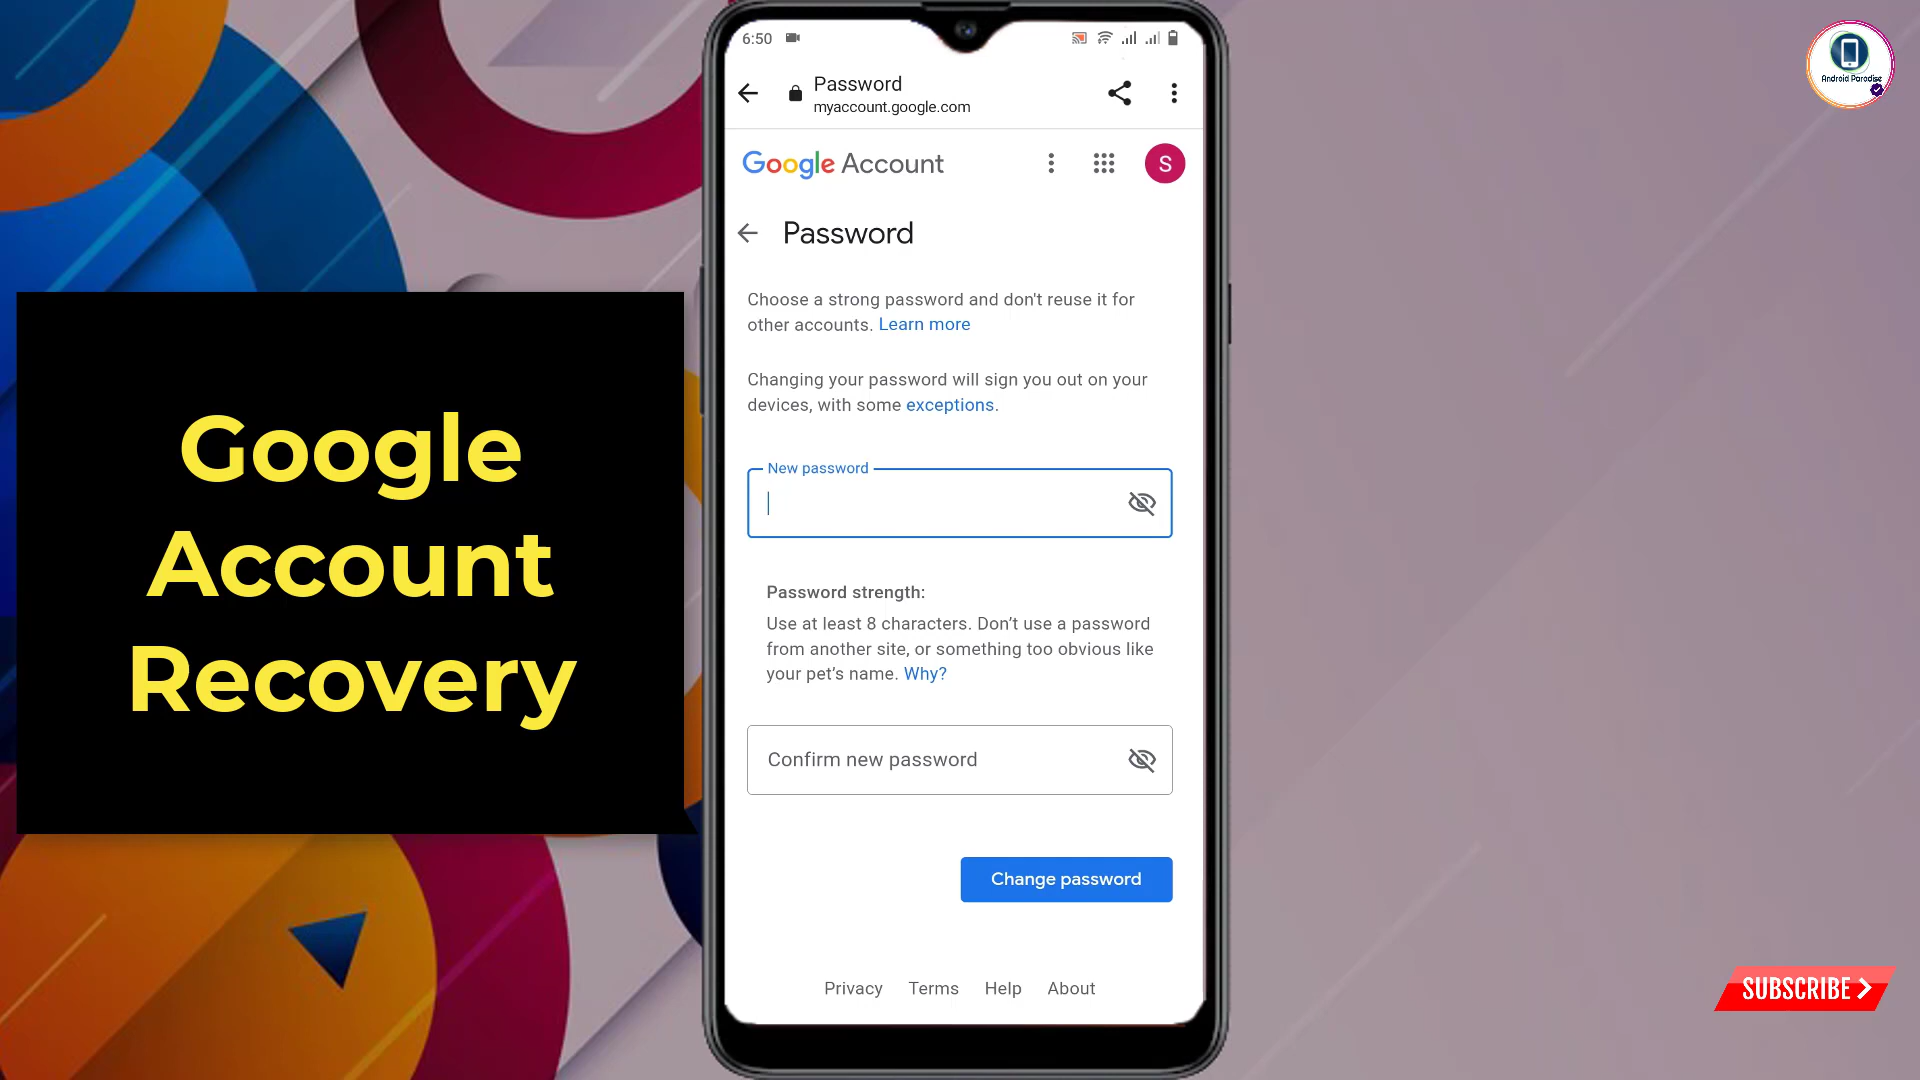 6:50
Password
myaccount.google.com
Google Account
S
Password
Choose a strong password and don't reuse it for
other accounts. Learn more
Changing your password will sign you out on your
devices, with some exceptions.
New password
Password strength:
Use at least 8 characters. Don’t use a password
from another site, or something too obvious like
your pet’s name. Why?
Confirm new password
Change password
Privacy Terms Help About
Google
Account
Recovery
Android Paradise
SUBSCRIBE